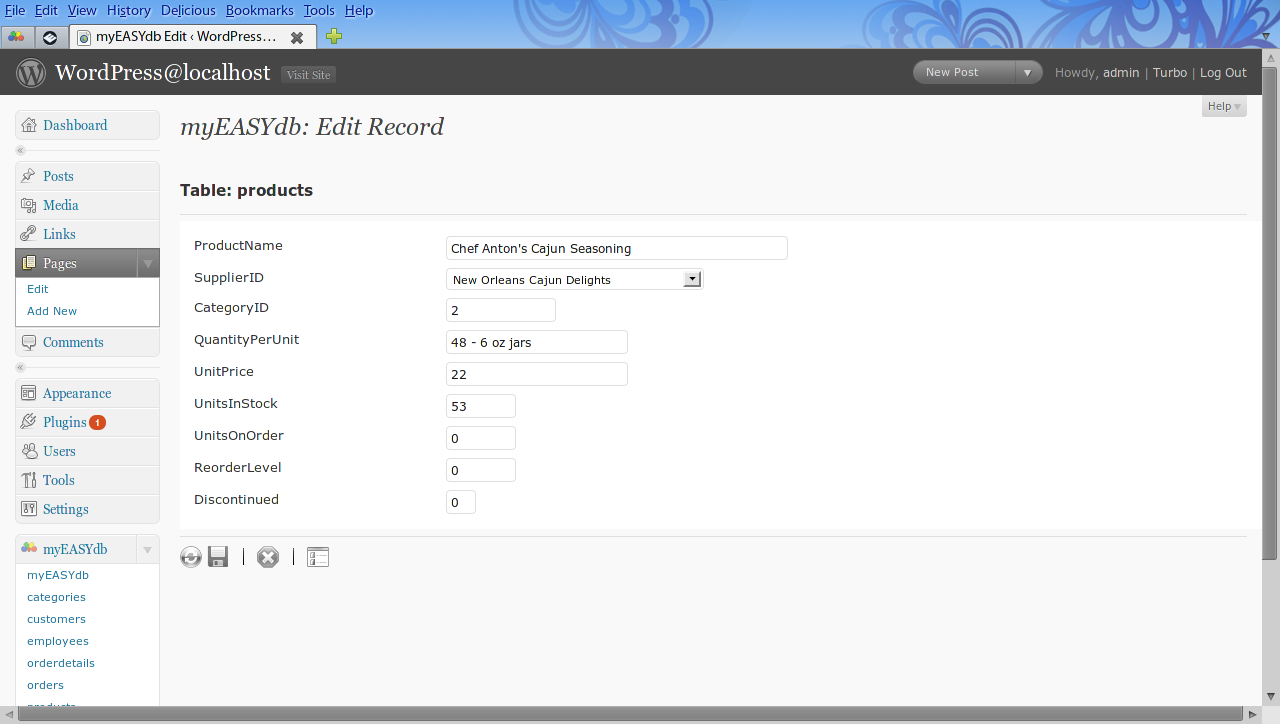 File Edit View History Delicious Bookmarks Tools Help
myEASYdb Edit ‹ WordPress...
WordPress@localhost Visit Site New Post Howdy, admin | Turbo | Log Out
Help
Dashboard
Posts
Media
Links
Pages
Edit
Add New
Comments
Appearance
Plugins 1
Users
Tools
Settings
myEASYdb
myEASYdb
categories
customers
employees
orderdetails
orders
products
myEASYdb: Edit Record
Table: products
ProductName Chef Anton's Cajun Seasoning
SupplierID New Orleans Cajun Delights
CategoryID 2
QuantityPerUnit 48 - 6 oz jars
UnitPrice 22
UnitsInStock 53
UnitsOnOrder 0
ReorderLevel 0
Discontinued 0